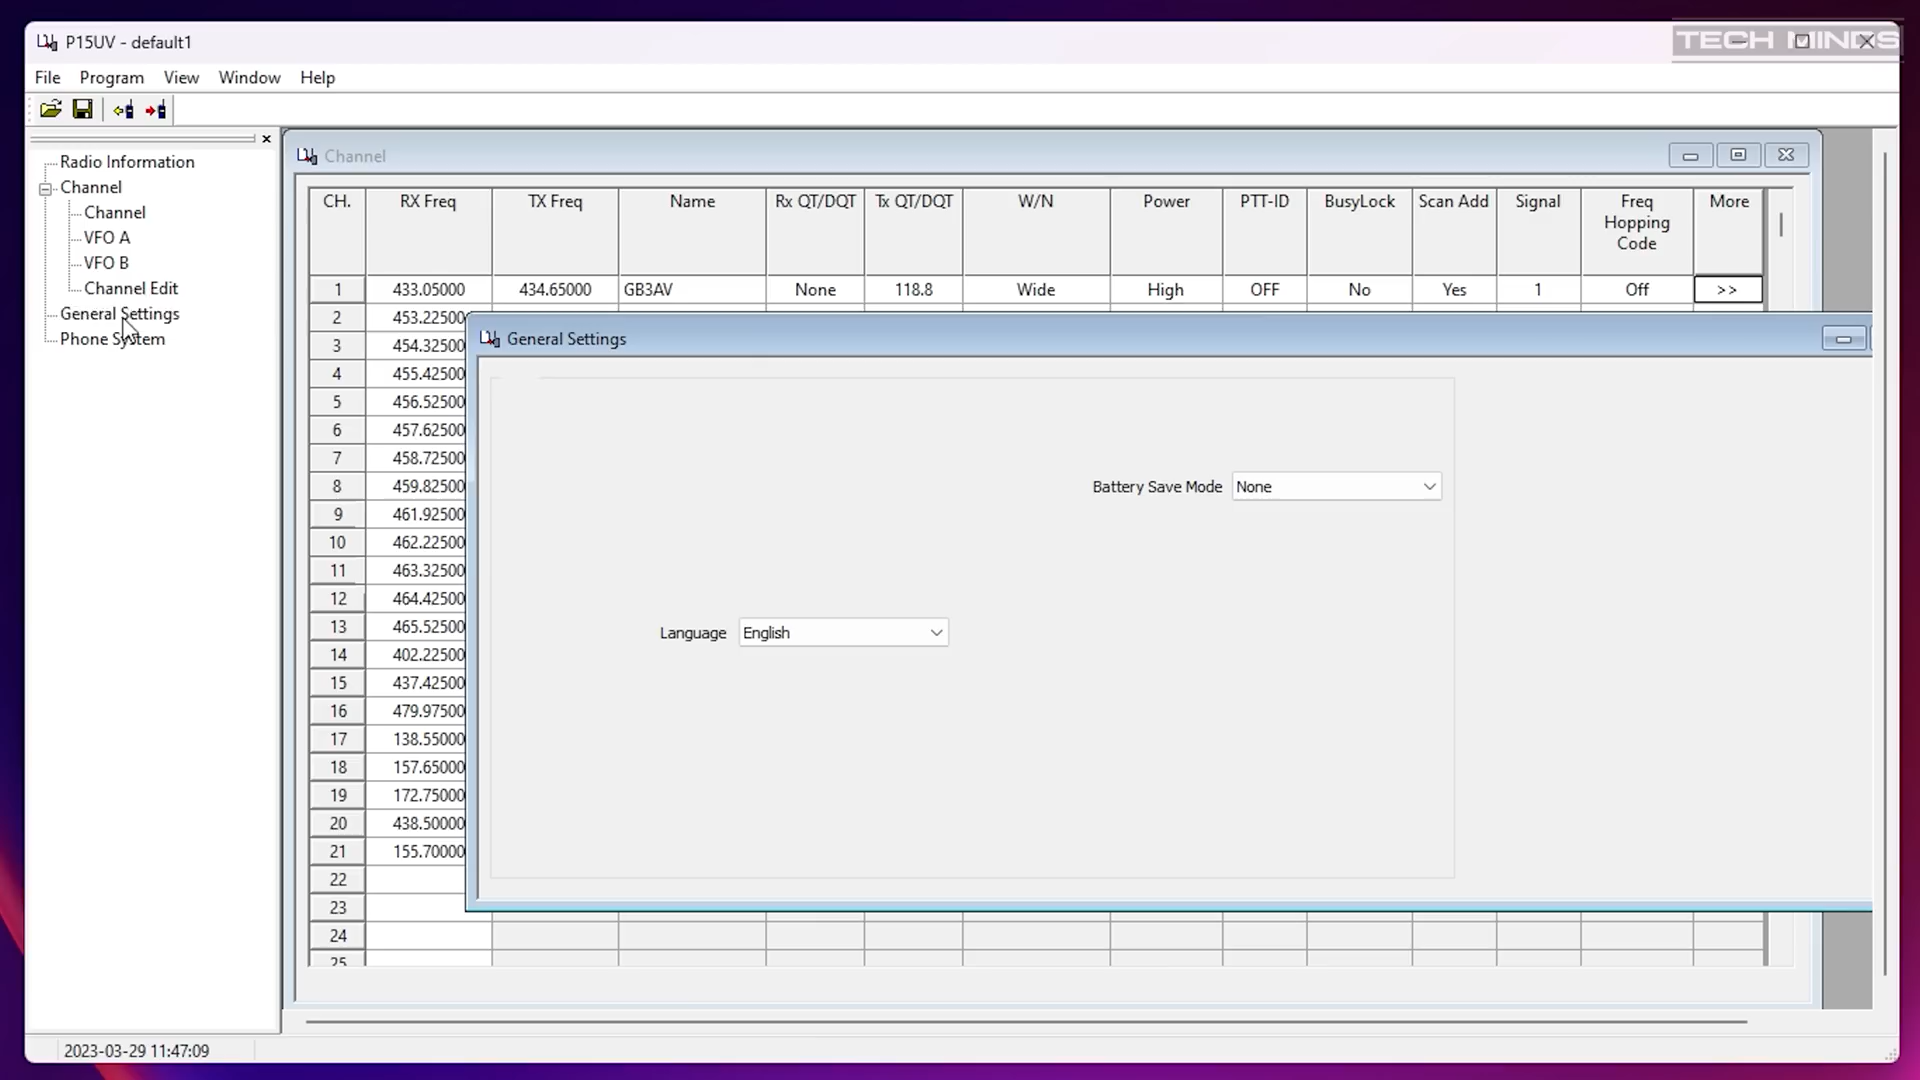 P15UV - default1
TECH MINDS
File Program View Window Help
Radio Information
Channel
Channel
VFO A
VFO B
Channel Edit
General Settings
Phone System
Channel
CH. RX Freq TX Freq Name Rx QT/DQT Tx QT/DQT W/N Power PTT-ID BusyLock Scan Add Signal Freq Hopping Code More
1 433.05000 434.65000 GB3AV None 118.8 Wide High OFF No Yes 1 Off >>
2 453.22500
3 454.32500
4 455.42500
5 456.52500
6 457.62500
7 458.72500
8 459.82500
9 461.92500
10 462.22500
11 463.32500
12 464.42500
13 465.52500
14 402.22500
15 437.42500
16 479.97500
17 138.55000
18 157.65000
19 172.75000
20 438.50000
21 155.70000
22
23
24
25
General Settings
Battery Save Mode None
Language English
2023-03-29 11:47:09